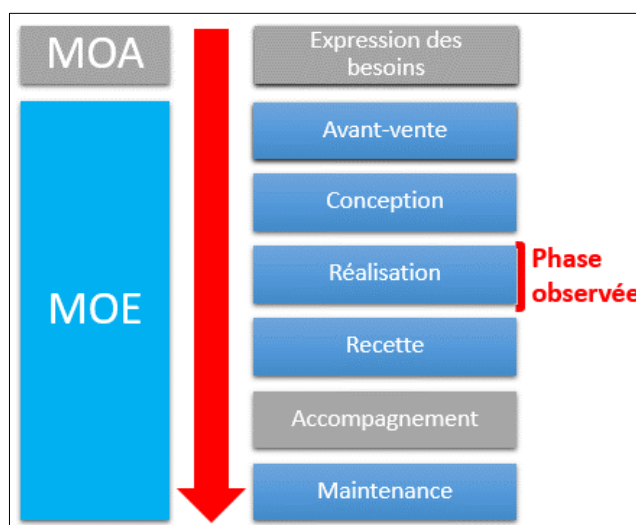 MOA
Expression des
besoins
MOE
Avant-vente
Conception
Réalisation
Phase
observée
Recette
Accompagnement
Maintenance